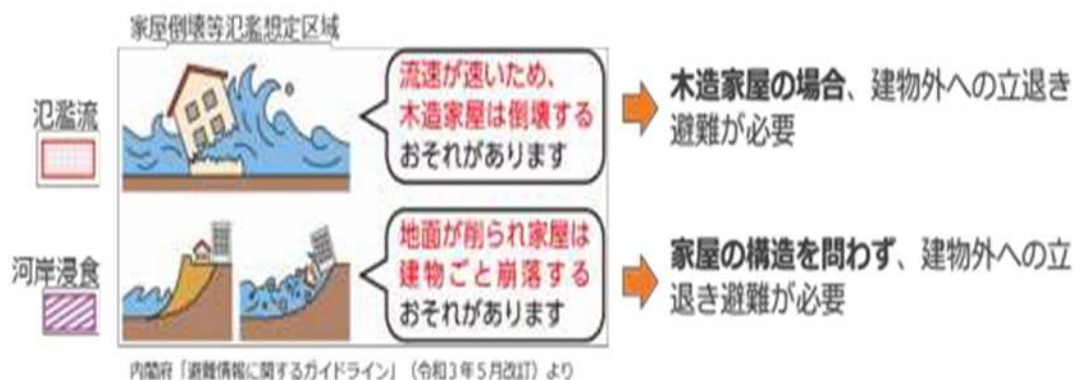 家屋倒壊等氾濫想定区域
氾濫流
流速が速いため、
木造家屋は倒壊する
おそれがあります
木造家屋の場合、建物外への立退き
避難が必要
河岸浸食
地面が削られ家屋は
建物ごと崩落する
おそれがあります
家屋の構造を問わず、建物外への立
退き避難が必要
内閣府「避難情報に関するガイドライン」（令和3年5月改訂）より